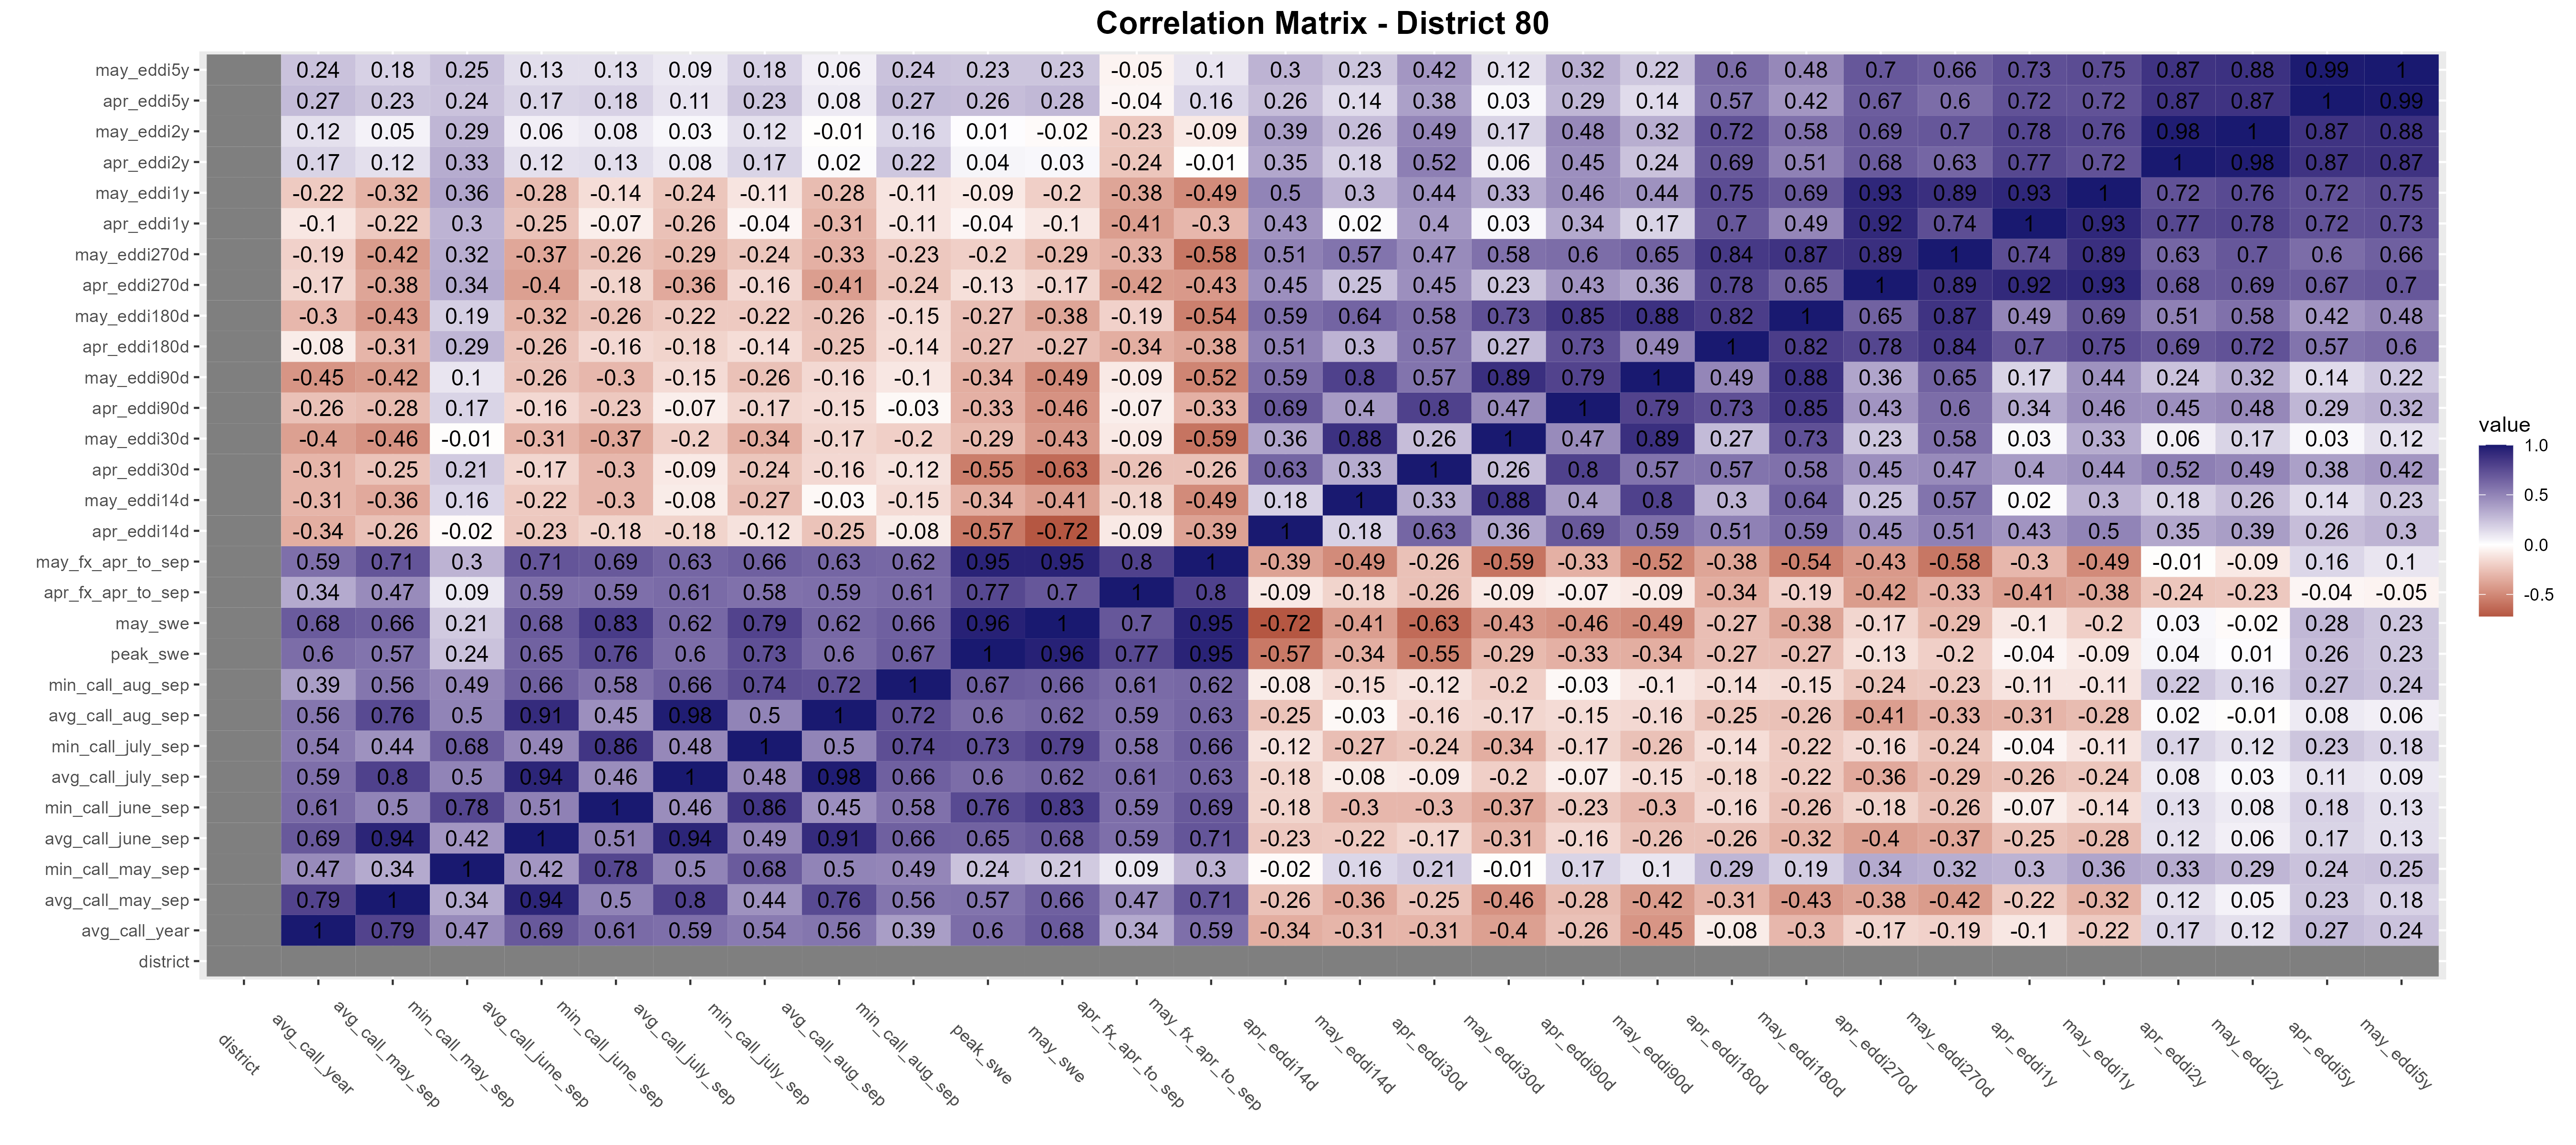 Correlation Matrix - District 80
may_eddi5y 0.24 0.18 0.25 0.13 0.13 0.09 0.18 0.06 0.24 0.23 0.23 -0.05 0.1 0.3 0.23 0.42 0.12 0.32 0.22 0.6 0.48 0.7 0.66 0.73 0.75 0.87 0.88 0.99 1
apr_eddi5y 0.27 0.23 0.24 0.17 0.18 0.11 0.23 0.08 0.27 0.26 0.28 -0.04 0.16 0.26 0.14 0.38 0.03 0.29 0.14 0.57 0.42 0.67 0.6 0.72 0.72 0.87 0.87 1 0.99
may_eddi2y 0.12 0.05 0.29 0.06 0.08 0.03 0.12 -0.01 0.16 0.01 -0.02 -0.23 -0.09 0.39 0.26 0.49 0.17 0.48 0.32 0.72 0.58 0.69 0.7 0.78 0.76 0.98 1 0.87 0.88
apr_eddi2y 0.17 0.12 0.33 0.12 0.13 0.08 0.17 0.02 0.22 0.04 0.03 -0.24 -0.01 0.35 0.18 0.52 0.06 0.45 0.24 0.69 0.51 0.68 0.63 0.77 0.72 1 0.98 0.87 0.87
may_eddi1y -0.22 -0.32 0.36 -0.28 -0.14 -0.24 -0.11 -0.28 -0.11 -0.09 -0.2 -0.38 -0.49 0.5 0.3 0.44 0.33 0.46 0.44 0.75 0.69 0.93 0.89 0.93 1 0.72 0.76 0.72 0.75
apr_eddi1y -0.1 -0.22 0.3 -0.25 -0.07 -0.26 -0.04 -0.31 -0.11 -0.04 -0.1 -0.41 -0.3 0.43 0.02 0.4 0.03 0.34 0.17 0.7 0.49 0.92 0.74 1 0.93 0.77 0.78 0.72 0.73
may_eddi270d -0.19 -0.42 0.32 -0.37 -0.26 -0.29 -0.24 -0.33 -0.23 -0.2 -0.29 -0.33 -0.58 0.51 0.57 0.47 0.58 0.6 0.65 0.84 0.87 0.89 1 0.74 0.89 0.63 0.7 0.6 0.66
apr_eddi270d -0.17 -0.38 0.34 -0.4 -0.18 -0.36 -0.16 -0.41 -0.24 -0.13 -0.17 -0.42 -0.43 0.45 0.25 0.45 0.23 0.43 0.36 0.78 0.65 1 0.89 0.92 0.93 0.68 0.69 0.67 0.7
may_eddi180d -0.3 -0.43 0.19 -0.32 -0.26 -0.22 -0.22 -0.26 -0.15 -0.27 -0.38 -0.19 -0.54 0.59 0.64 0.58 0.73 0.85 0.88 0.82 1 0.65 0.87 0.49 0.69 0.51 0.58 0.42 0.48
apr_eddi180d -0.08 -0.31 0.29 -0.26 -0.16 -0.18 -0.14 -0.25 -0.14 -0.27 -0.27 -0.34 -0.38 0.51 0.3 0.57 0.27 0.73 0.49 1 0.82 0.78 0.84 0.7 0.75 0.69 0.72 0.57 0.6
may_eddi90d -0.45 -0.42 0.1 -0.26 -0.3 -0.15 -0.26 -0.16 -0.1 -0.34 -0.49 -0.09 -0.52 0.59 0.8 0.57 0.89 0.79 1 0.49 0.88 0.36 0.65 0.17 0.44 0.24 0.32 0.14 0.22
apr_eddi90d -0.26 -0.28 0.17 -0.16 -0.23 -0.07 -0.17 -0.15 -0.03 -0.33 -0.46 -0.07 -0.33 0.69 0.4 0.8 0.47 1 0.79 0.73 0.85 0.43 0.6 0.34 0.46 0.45 0.48 0.29 0.32
may_eddi30d -0.4 -0.46 -0.01 -0.31 -0.37 -0.2 -0.34 -0.17 -0.2 -0.29 -0.43 -0.09 -0.59 0.36 0.88 0.26 1 0.47 0.89 0.27 0.73 0.23 0.58 0.03 0.33 0.06 0.17 0.03 0.12
apr_eddi30d -0.31 -0.25 0.21 -0.17 -0.3 -0.09 -0.24 -0.16 -0.12 -0.55 -0.63 -0.26 -0.26 0.63 0.33 1 0.26 0.8 0.57 0.57 0.58 0.45 0.47 0.4 0.44 0.52 0.49 0.38 0.42
may_eddi14d -0.31 -0.36 0.16 -0.22 -0.3 -0.08 -0.27 -0.03 -0.15 -0.34 -0.41 -0.18 -0.49 0.18 1 0.33 0.88 0.4 0.8 0.3 0.64 0.25 0.57 0.02 0.3 0.18 0.26 0.14 0.23
apr_eddi14d -0.34 -0.26 -0.02 -0.23 -0.18 -0.18 -0.12 -0.25 -0.08 -0.57 -0.72 -0.09 -0.39 1 0.18 0.63 0.36 0.69 0.59 0.51 0.59 0.45 0.51 0.43 0.5 0.35 0.39 0.26 0.3
may_fx_apr_to_sep 0.59 0.71 0.3 0.71 0.69 0.63 0.66 0.63 0.62 0.95 0.95 0.8 1 -0.39 -0.49 -0.26 -0.59 -0.33 -0.52 -0.38 -0.54 -0.43 -0.58 -0.3 -0.49 -0.01 -0.09 0.16 0.1
apr_fx_apr_to_sep 0.34 0.47 0.09 0.59 0.59 0.61 0.58 0.59 0.61 0.77 0.7 1 0.8 -0.09 -0.18 -0.26 -0.09 -0.07 -0.09 -0.34 -0.19 -0.42 -0.33 -0.41 -0.38 -0.24 -0.23 -0.04 -0.05
may_swe 0.68 0.66 0.21 0.68 0.83 0.62 0.79 0.62 0.66 0.96 1 0.7 0.95 -0.72 -0.41 -0.63 -0.43 -0.46 -0.49 -0.27 -0.38 -0.17 -0.29 -0.1 -0.2 0.03 -0.02 0.28 0.23
peak_swe 0.6 0.57 0.24 0.65 0.76 0.6 0.73 0.6 0.67 1 0.96 0.77 0.95 -0.57 -0.34 -0.55 -0.29 -0.33 -0.34 -0.27 -0.27 -0.13 -0.2 -0.04 -0.09 0.04 0.01 0.26 0.23
min_call_aug_sep 0.39 0.56 0.49 0.66 0.58 0.66 0.74 0.72 1 0.67 0.66 0.61 0.62 -0.08 -0.15 -0.12 -0.2 -0.03 -0.1 -0.14 -0.15 -0.24 -0.23 -0.11 -0.11 0.22 0.16 0.27 0.24
avg_call_aug_sep 0.56 0.76 0.5 0.91 0.45 0.98 0.5 1 0.72 0.6 0.62 0.59 0.63 -0.25 -0.03 -0.16 -0.17 -0.15 -0.16 -0.25 -0.26 -0.41 -0.33 -0.31 -0.28 0.02 -0.01 0.08 0.06
min_call_july_sep 0.54 0.44 0.68 0.49 0.86 0.48 1 0.5 0.74 0.73 0.79 0.58 0.66 -0.12 -0.27 -0.24 -0.34 -0.17 -0.26 -0.14 -0.22 -0.16 -0.24 -0.04 -0.11 0.17 0.12 0.23 0.18
avg_call_july_sep 0.59 0.8 0.5 0.94 0.46 1 0.48 0.98 0.66 0.6 0.62 0.61 0.63 -0.18 -0.08 -0.09 -0.2 -0.07 -0.15 -0.18 -0.22 -0.36 -0.29 -0.26 -0.24 0.08 0.03 0.11 0.09
min_call_june_sep 0.61 0.5 0.78 0.51 1 0.46 0.86 0.45 0.58 0.76 0.83 0.59 0.69 -0.18 -0.3 -0.3 -0.37 -0.23 -0.3 -0.16 -0.26 -0.18 -0.26 -0.07 -0.14 0.13 0.08 0.18 0.13
avg_call_june_sep 0.69 0.94 0.42 1 0.51 0.94 0.49 0.91 0.66 0.65 0.68 0.59 0.71 -0.23 -0.22 -0.17 -0.31 -0.16 -0.26 -0.26 -0.32 -0.4 -0.37 -0.25 -0.28 0.12 0.06 0.17 0.13
min_call_may_sep 0.47 0.34 1 0.42 0.78 0.5 0.68 0.5 0.49 0.24 0.21 0.09 0.3 -0.02 0.16 0.21 -0.01 0.17 0.1 0.29 0.19 0.34 0.32 0.3 0.36 0.33 0.29 0.24 0.25
avg_call_may_sep 0.79 1 0.34 0.94 0.5 0.8 0.44 0.76 0.56 0.57 0.66 0.47 0.71 -0.26 -0.36 -0.25 -0.46 -0.28 -0.42 -0.31 -0.43 -0.38 -0.42 -0.22 -0.32 0.12 0.05 0.23 0.18
avg_call_year 1 0.79 0.47 0.69 0.61 0.59 0.54 0.56 0.39 0.6 0.68 0.34 0.59 -0.34 -0.31 -0.31 -0.4 -0.26 -0.45 -0.08 -0.3 -0.17 -0.19 -0.1 -0.22 0.17 0.12 0.27 0.24
district
district avg_call_year avg_call_may_sep min_call_may_sep avg_call_june_sep min_call_june_sep avg_call_july_sep min_call_july_sep avg_call_aug_sep min_call_aug_sep peak_swe may_swe apr_fx_apr_to_sep may_fx_apr_to_sep apr_eddi14d may_eddi14d apr_eddi30d may_eddi30d apr_eddi90d may_eddi90d apr_eddi180d may_eddi180d apr_eddi270d may_eddi270d apr_eddi1y may_eddi1y apr_eddi2y may_eddi2y apr_eddi5y may_eddi5y
value
1.0
0.5
0.0
-0.5